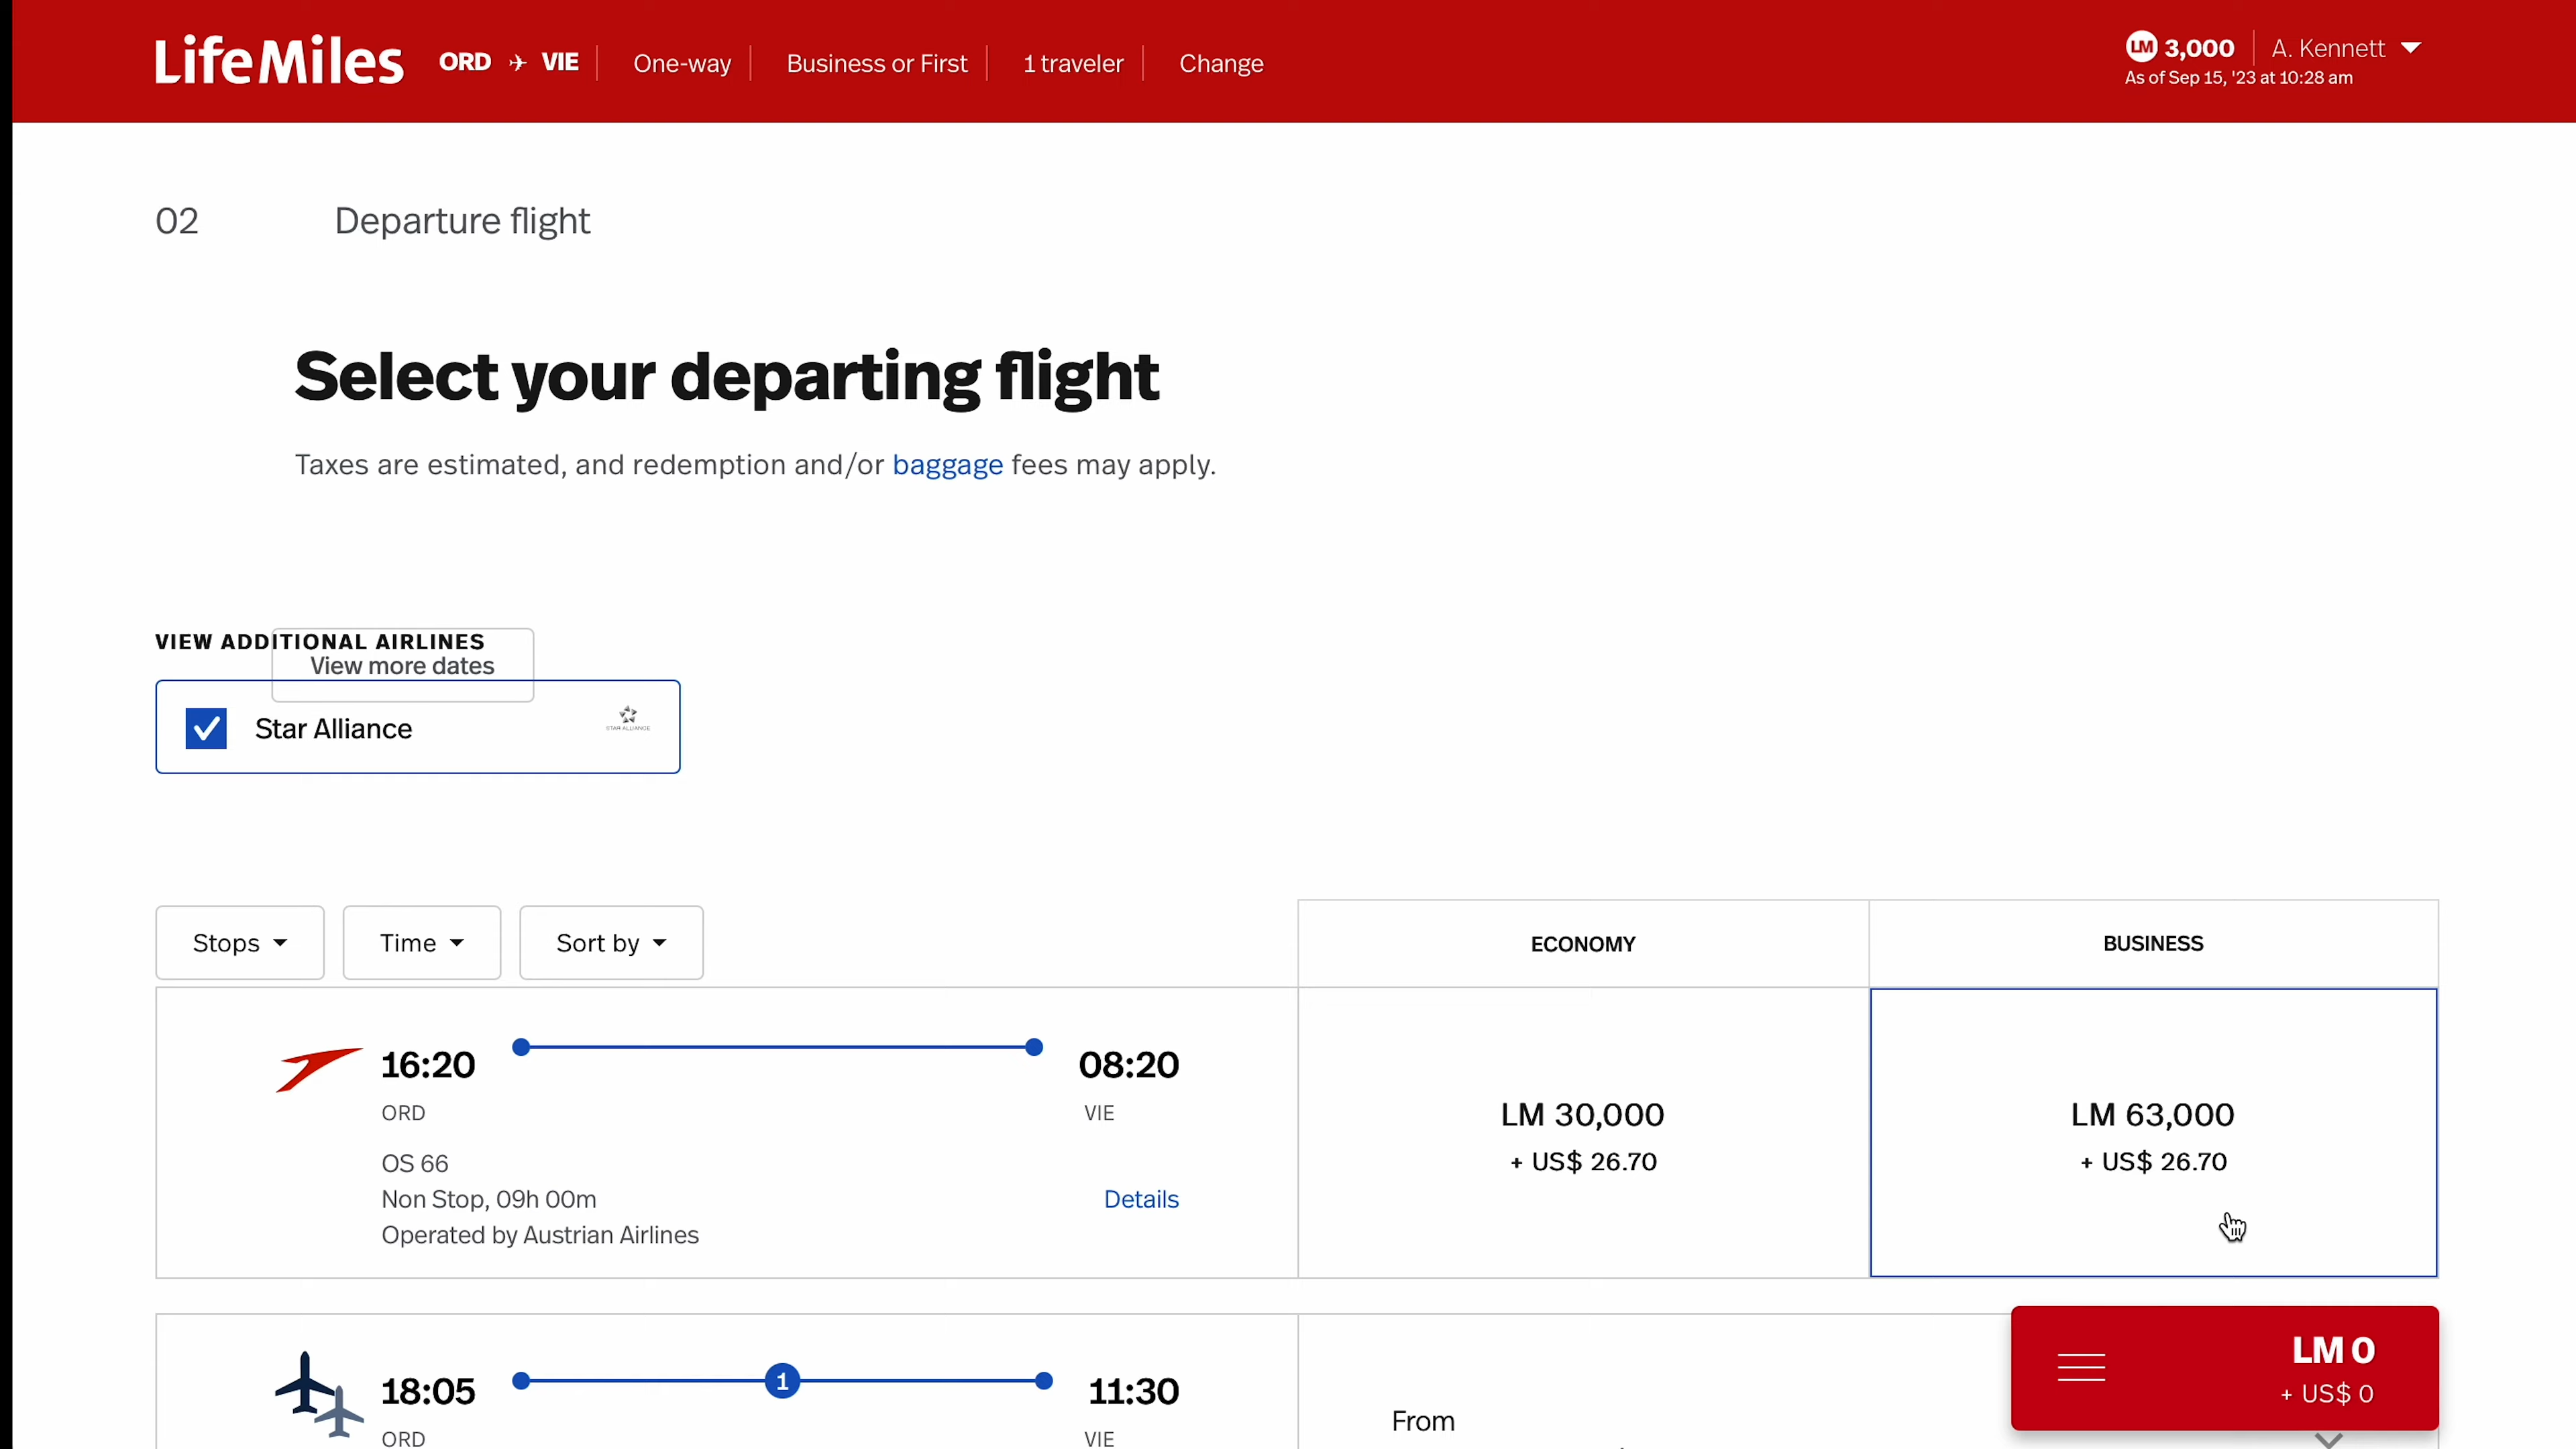 LifeMiles ORD VIE One-way Business or First 1 traveler Change LM 3,000 A. Kennett
As of Sep 15, '23 at 10:28 am
02 Departure flight
Select your departing flight
Taxes are estimated, and redemption and/or baggage fees may apply.
VIEW ADDITIONAL AIRLINES
View more dates
Star Alliance STAR ALLIANCE
Stops Time Sort by ECONOMY BUSINESS
16:20 08:20
ORD VIE
LM 30,000 LM 63,000
+ US$ 26.70 + US$ 26.70
OS 66
Non Stop, 09h 00m Details
Operated by Austrian Airlines
18:05 1 11:30
ORD VIE
From
LM 0
+ US$ 0